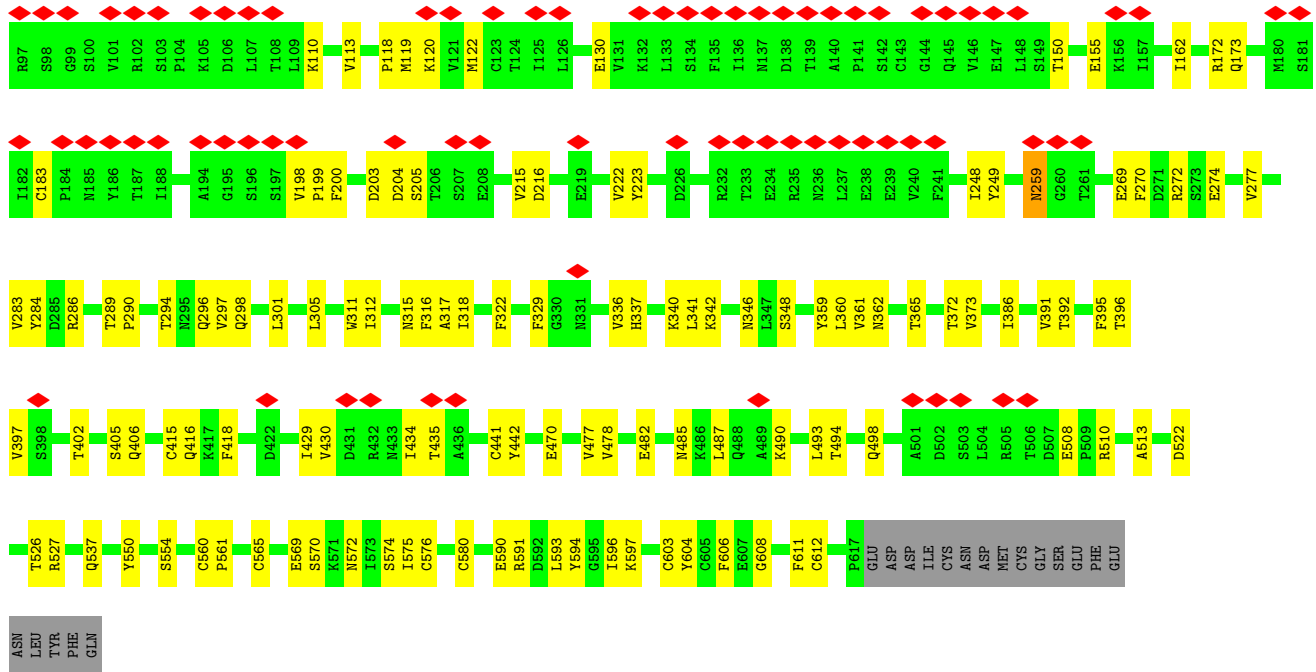 R97 S98 G99 S100 V101 R102 S103 P104 K105 D106 L107 T108 L109 K110 V113 P118 M119 K120 V121 M122 C123 T124 I125 L126 E130 V131 K132 L133 S134 F135 I136 N137 D138 T139 A140 P141 S142 C143 G144 Q145 V146 E147 L148 S149 T150 E155 K156 I157 I162 R172 Q173 M180 S181
I182 C183 P184 N185 Y186 T187 I188 A194 G195 S196 S197 V198 P199 F200 D203 D204 S205 T206 S207 E208 V215 D216 E219 V222 Y223 D226 R232 T233 E234 R235 N236 L237 E238 E239 V240 F241 I248 Y249 N259 G260 T261 E269 F270 D271 R272 S273 E274 V277
V283 Y284 D285 R286 T289 P290 T294 N295 Q296 V297 Q298 L301 L305 W311 I312 N315 F316 A317 I318 F322 F329 G330 N331 V336 H337 K340 L341 K342 N346 L347 S348 Y359 L360 V361 N362 T365 T372 V373 I386 V391 T392 F395 T396
V397 S398 T402 S405 Q406 C415 Q416 K417 F418 D422 I429 V430 D431 R432 N433 I434 T435 A436 C441 Y442 E470 V477 V478 E482 N485 K486 L487 Q488 A489 K490 L493 T494 Q498 A501 D502 S503 L504 R505 T506 D507 E508 P509 R510 A513 D522
T526 R527 Q537 Y550 S554 C560 P561 C565 E569 S570 K571 N572 I573 S574 I575 C576 C580 E590 R591 D592 L593 Y594 G595 I596 K597 C603 Y604 C605 F606 E607 G608 F611 C612 P617 GLU ASP ASP ILE CYS ASN ASP MET CYS GLY SER GLU PHE GLU
ASN LEU TYR PHE GLN